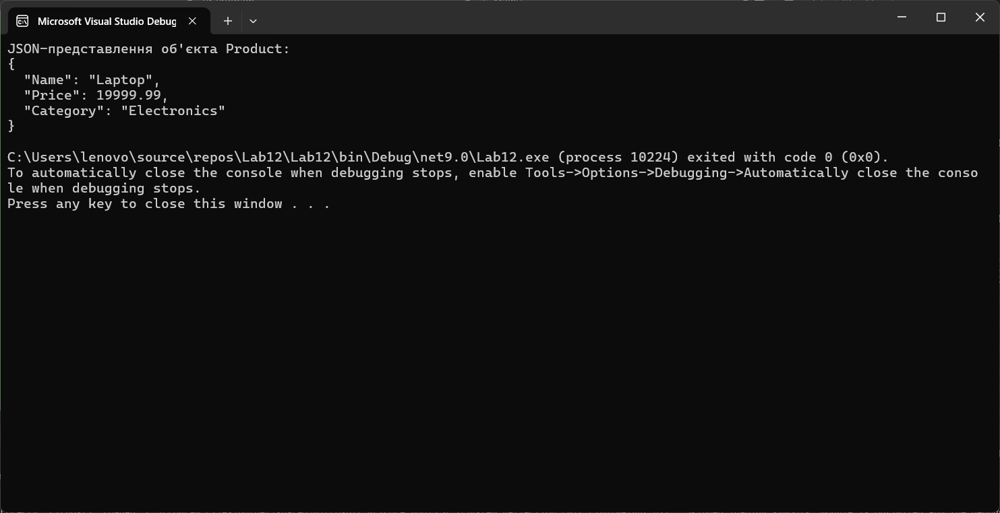 Microsoft Visual Studio Debug
JSON-представлення об'єкта Product:
{
  "Name": "Laptop",
  "Price": 19999.99,
  "Category": "Electronics"
}
C:\Users\lenovo\source\repos\Lab12\Lab12\bin\Debug\net9.0\Lab12.exe (process 10224) exited with code 0 (0x0).
To automatically close the console when debugging stops, enable Tools->Options->Debugging->Automatically close the conso
le when debugging stops.
Press any key to close this window . . .